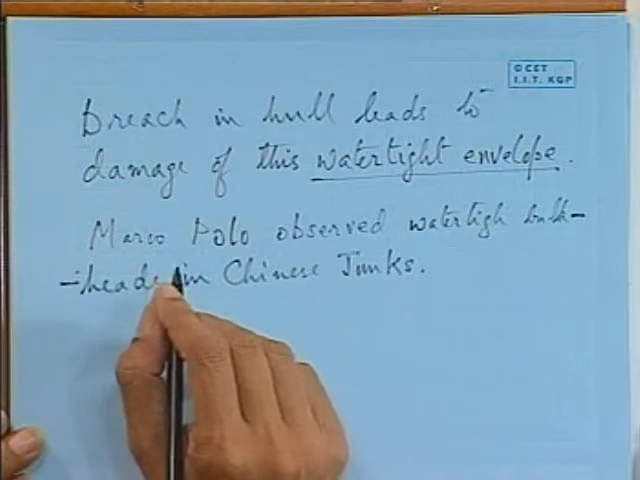 ©CET
I.I.T. KGP
Breach in hull leads to
damage of this watertight envelope.
Marco Polo observed watertigh bulk-
-heads in Chinese Junks.